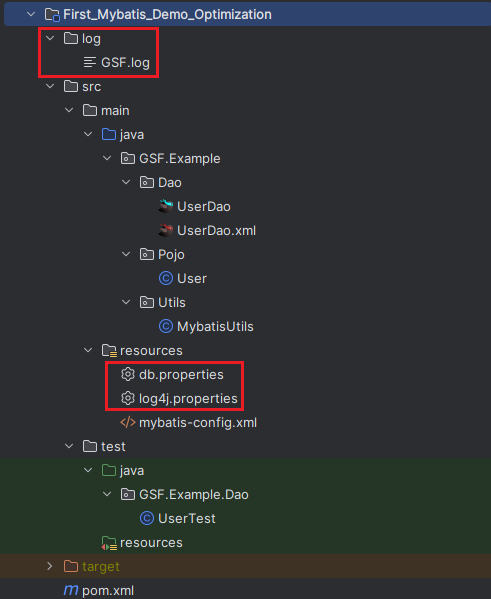 First_Mybatis_Demo_Optimization
log
GSF.log
src
main
java
GSF.Example
Dao
UserDao
UserDao.xml
Pojo
User
Utils
MybatisUtils
resources
db.properties
log4j.properties
mybatis-config.xml
test
java
GSF.Example.Dao
UserTest
resources
target
pom.xml